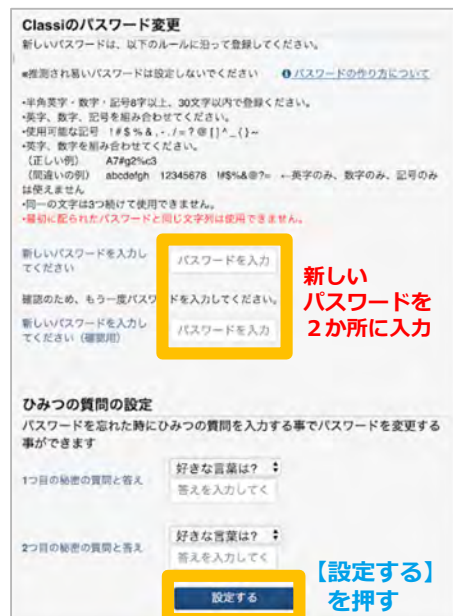 Classiのパスワード変更
新しいパスワードは、以下のルールに沿って登録してください。
※推測され易いパスワードは設定しないでください パスワードの作り方について
・半角英字・数字・記号8字以上、30文字以内で登録ください。
・英字、数字、記号を組み合わせてください。
・使用可能な記号 !#$%&,-./=?@[]^_{}~
・英字、数字を組み合わせてください。
（正しい例） A7#g2%c3
（間違いの例） abcdefgh 12345678 !#$%&@?= ←英字のみ、数字のみ、記号のみ
は使えません
・同一の文字は3つ続けて使用できません。
・最初に配られたパスワードと同じ文字列は使用できません。
新しいパスワードを入力し
てください
パスワードを入力
新しい
パスワードを
２か所に入力
確認のため、もう一度パスワードを入力してください。
新しいパスワードを入力し
てください（確認用）
パスワードを入力
ひみつの質問の設定
パスワードを忘れた時にひみつの質問を入力する事でパスワードを変更する
事ができます
1つ目の秘密の質問と答え
好きな言葉は?
答えを入力してく
2つ目の秘密の質問と答え
好きな言葉は?
答えを入力してく
設定する
【設定する】
を押す